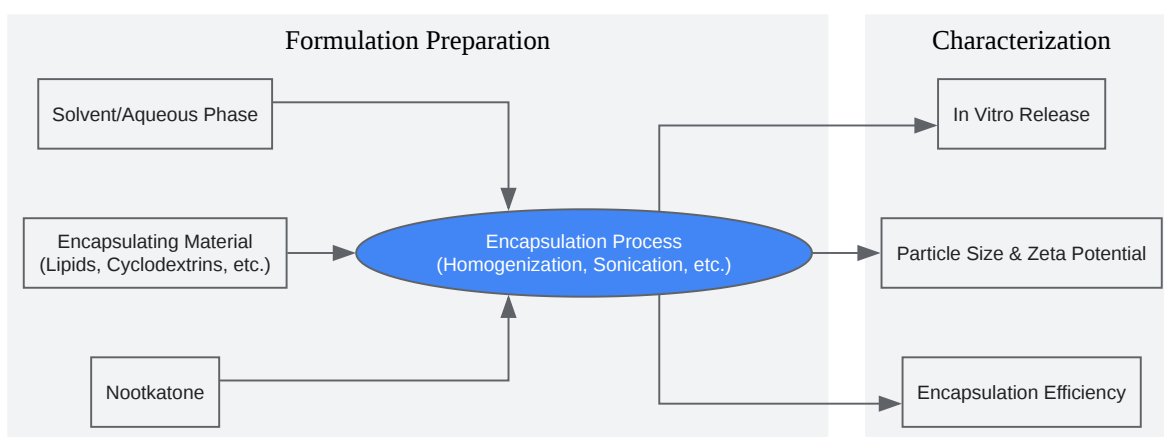 Formulation Preparation
Solvent/Aqueous Phase
Encapsulating Material
(Lipids, Cyclodextrins, etc.)
Nootkatone
Encapsulation Process
(Homogenization, Sonication, etc.)
Characterization
In Vitro Release
Particle Size & Zeta Potential
Encapsulation Efficiency